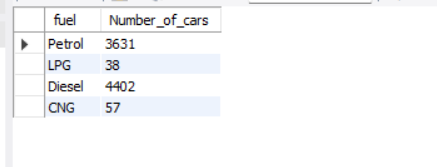 fuel Number_of_cars
Petrol 3631
LPG 38
Diesel 4402
CNG 57